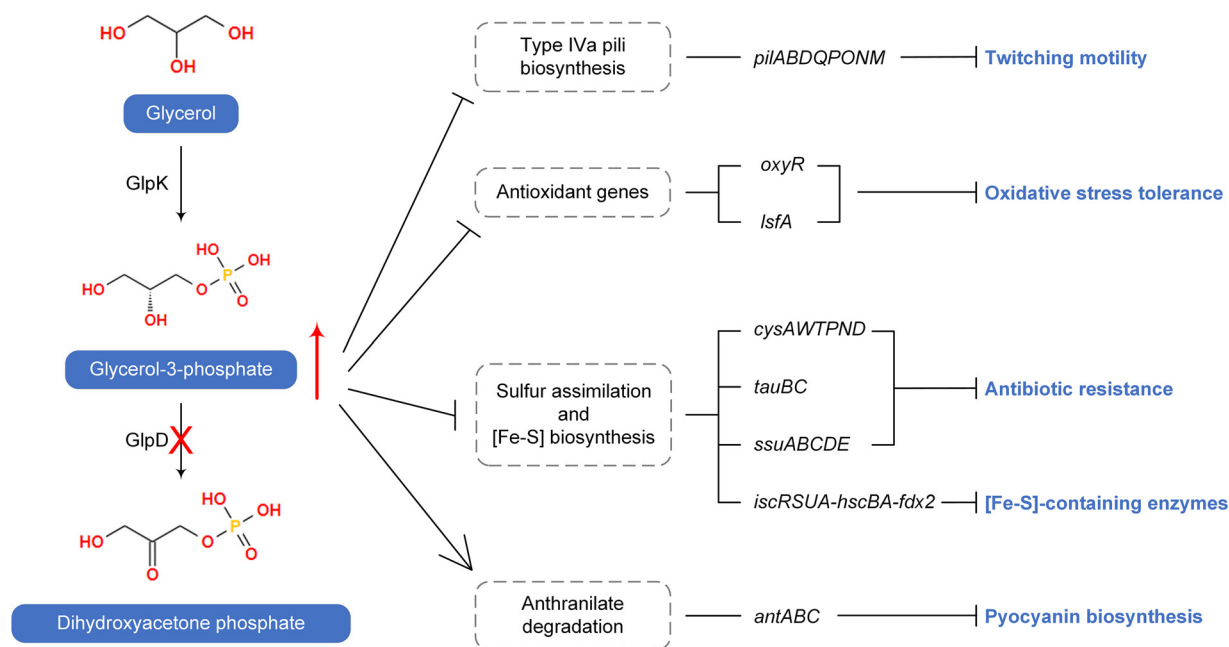 HO
OH
OH
Glycerol
GlpK
HO
OH
P
HO
O
O
OH
Glycerol-3-phosphate
GlpD
X
HO
OH
P
HO
O
O
O
Dihydroxyacetone phosphate
Type IVa pili
biosynthesis
pilABDQPONM
Twitching motility
Antioxidant genes
oxyR
lsfA
Oxidative stress tolerance
Sulfur assimilation
and
[Fe-S] biosynthesis
cysAWTPND
tauBC
ssuABCDE
Antibiotic resistance
iscRSUA-hscBA-fdx2
[Fe-S]-containing enzymes
Anthranilate
degradation
antABC
Pyocyanin biosynthesis